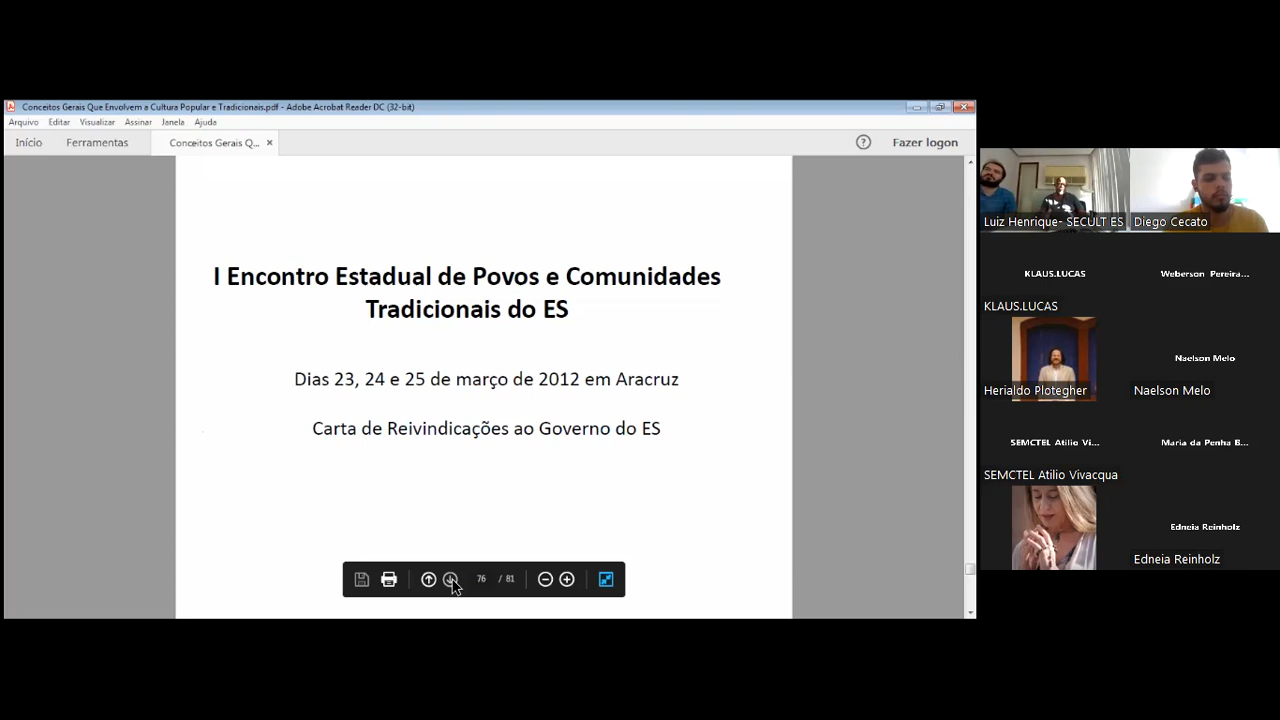 Conceitos Gerais Que Envolvem a Cultura Popular e Tradicionais.pdf - Adobe Acrobat Reader DC (32-bit)
Arquivo Editar Visualizar Assinar Janela Ajuda
Início Ferramentas Conceitos Gerais Q... Fazer logon
I Encontro Estadual de Povos e Comunidades
Tradicionais do ES
Dias 23, 24 e 25 de março de 2012 em Aracruz
Carta de Reivindicações ao Governo do ES
76 / 81
Luiz Henrique- SECULT ES Diego Cecato
KLAUS.LUCAS Weberson Pereira...
KLAUS.LUCAS
Naelson Melo
Herialdo Plotegher Naelson Melo
SEMCTEL Atilio Vi... Maria da Penha B...
SEMCTEL Atilio Vivacqua
Edneia Reinholz
Edneia Reinholz